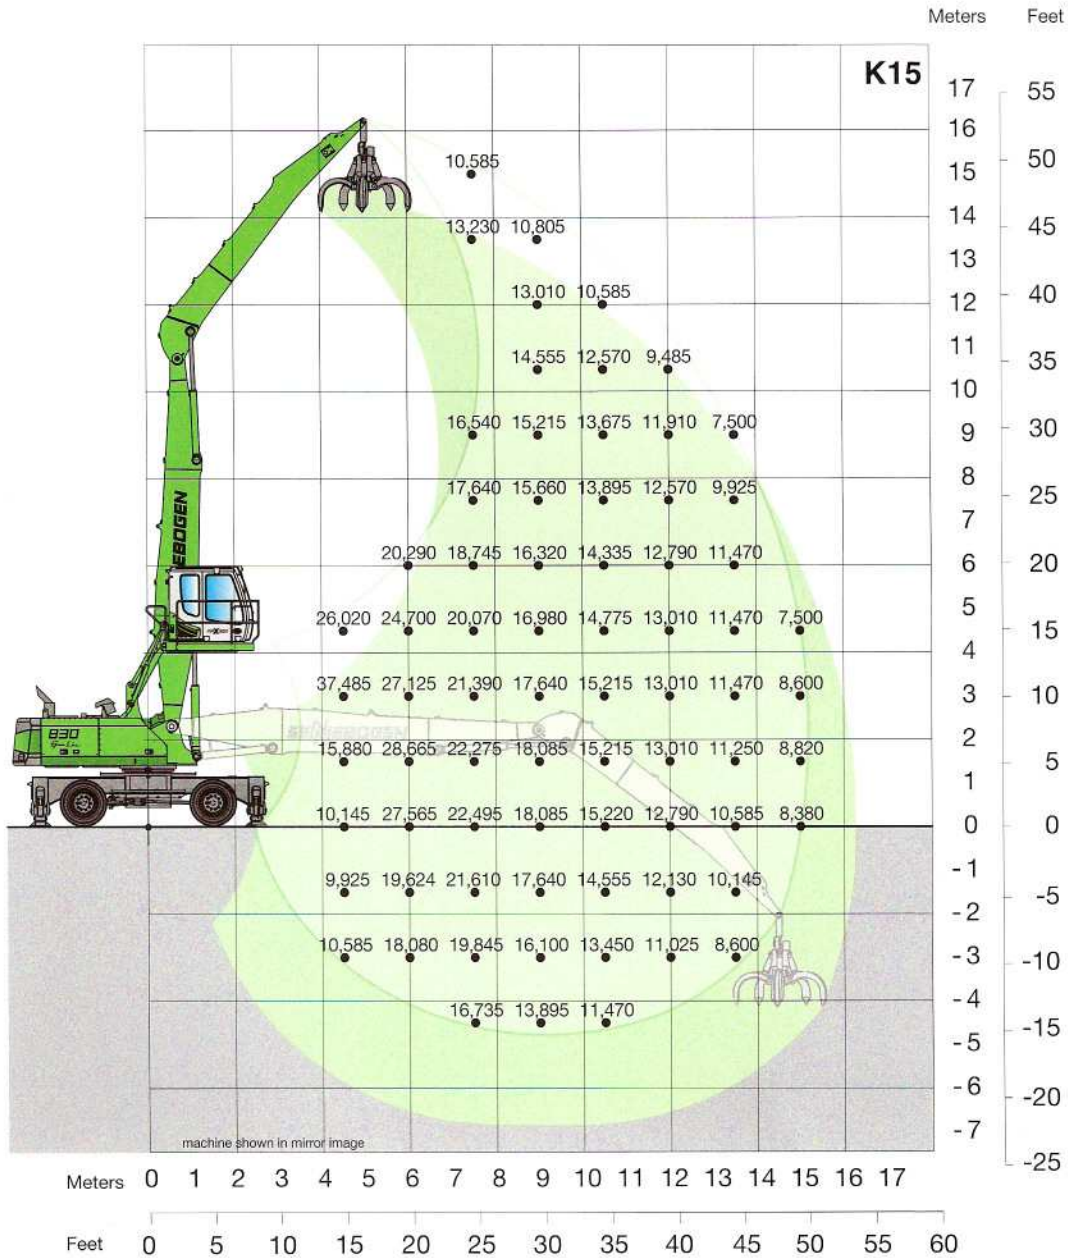 Meters Feet
K15
17 55
16
10.585
15 50
14
13,230 10,805
45
13
13.010 10,585
12 40
11
14.555 12,570 9,485
35
10
16,540 15,215 13,675 11,910 7,500
9 30
8
17,640 15,660 13,895 12,570 9,925
25
7
EBOGEN
20,290 18,745 16,320 14,335 12,790 11,470
6 20
5
26,020 24,700 20,070 16,980 14,775 13,010 11,470 7,500
15
4
37,485 27,125 21,390 17,640 15,215 13,010 11,470 8,600
3 10
830
2
15,880 28,665 22,275 18,085 15,215 13,010 11,250 8,820
5
1
10,145 27,565 22,495 18,085 15,220 12,790 10,585 8,380
0 0
-1
9,925 19,624 21,610 17,640 14,555 12,130 10,145
-5
-2
10,585 18,080 19,845 16,100 13,450 11,025 8,600
-3 -10
-4
16,735 13,895 11,470
-15
-5
-6
-20
-7
machine shown in mirror image
-25
Meters 0 1 2 3 4 5 6 7 8 9 10 11 12 13 14 15 16 17
Feet 0 5 10 15 20 25 30 35 40 45 50 55 60